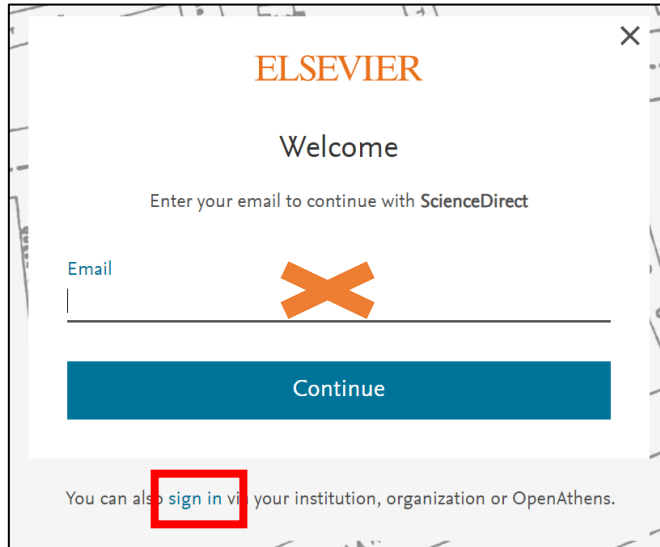 ELSEVIER
Welcome
Enter your email to continue with ScienceDirect
Email
Continue
You can also sign in via your institution, organization or OpenAthens.